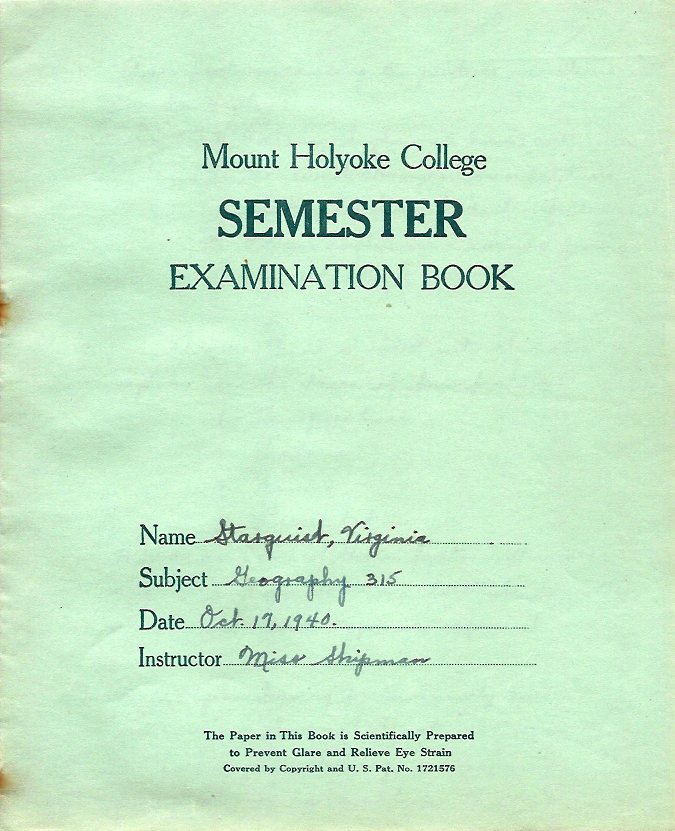 Mount Holyoke College
SEMESTER
EXAMINATION BOOK
Name Starquist, Virginia
Subject Geography 315
Date Oct. 17, 1940.
Instructor Miss Shipman
The Paper in This Book is Scientifically Prepared
to Prevent Glare and Relieve Eye Strain
Covered by Copyright and U. S. Pat. No. 1721576